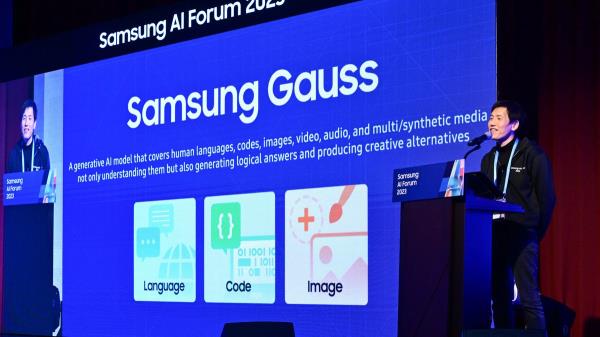 Samsung AI Forum 2023
Samsung Gauss
A generative AI model that covers human languages, codes, images, video, audio, and multi/synthetic media
not only understanding them but also generating logical answers and producing creative alternatives
Language
Code
Image
{}
Samsung
AI Forum
2023
Samsung
AI Forum
2023